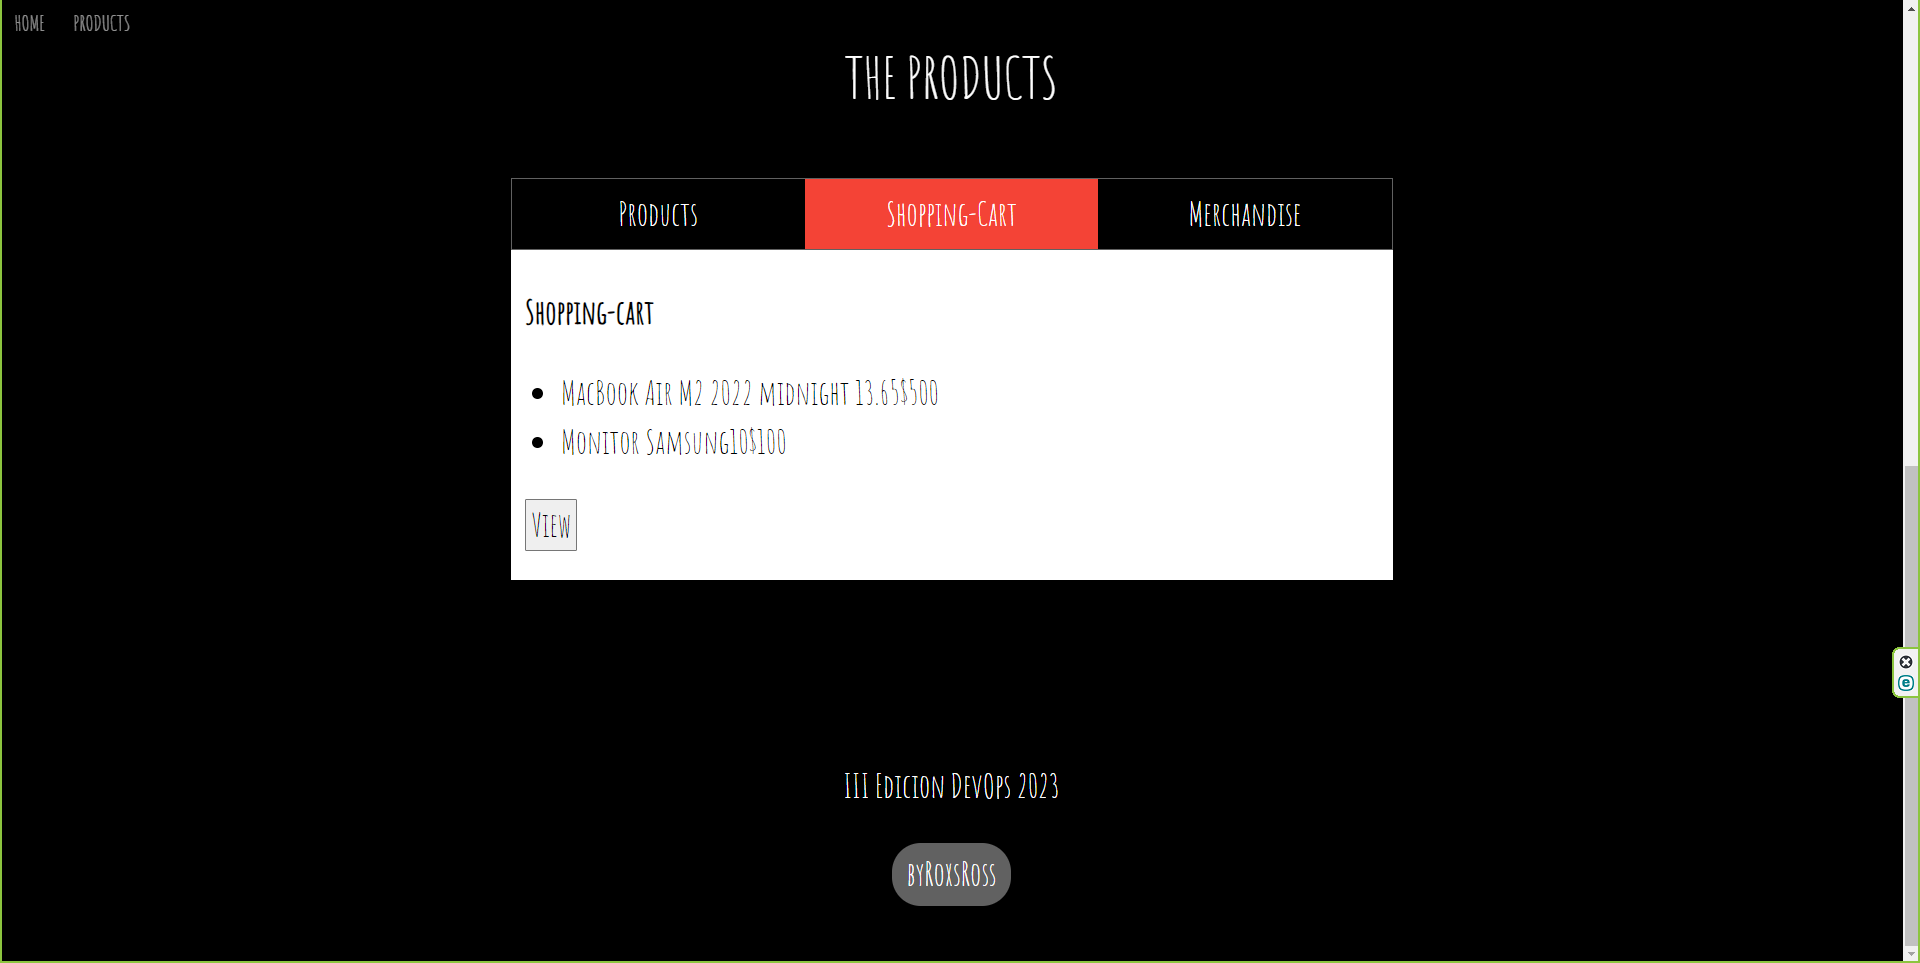 HOME PRODUCTS
THE PRODUCTS
Products Shopping-Cart Merchandise
Shopping-cart
MacBook Air M2 2022 midnight 13.65$500
Monitor Samsung10$100
View
III Edicion DevOps 2023
byRoxsRoss
e